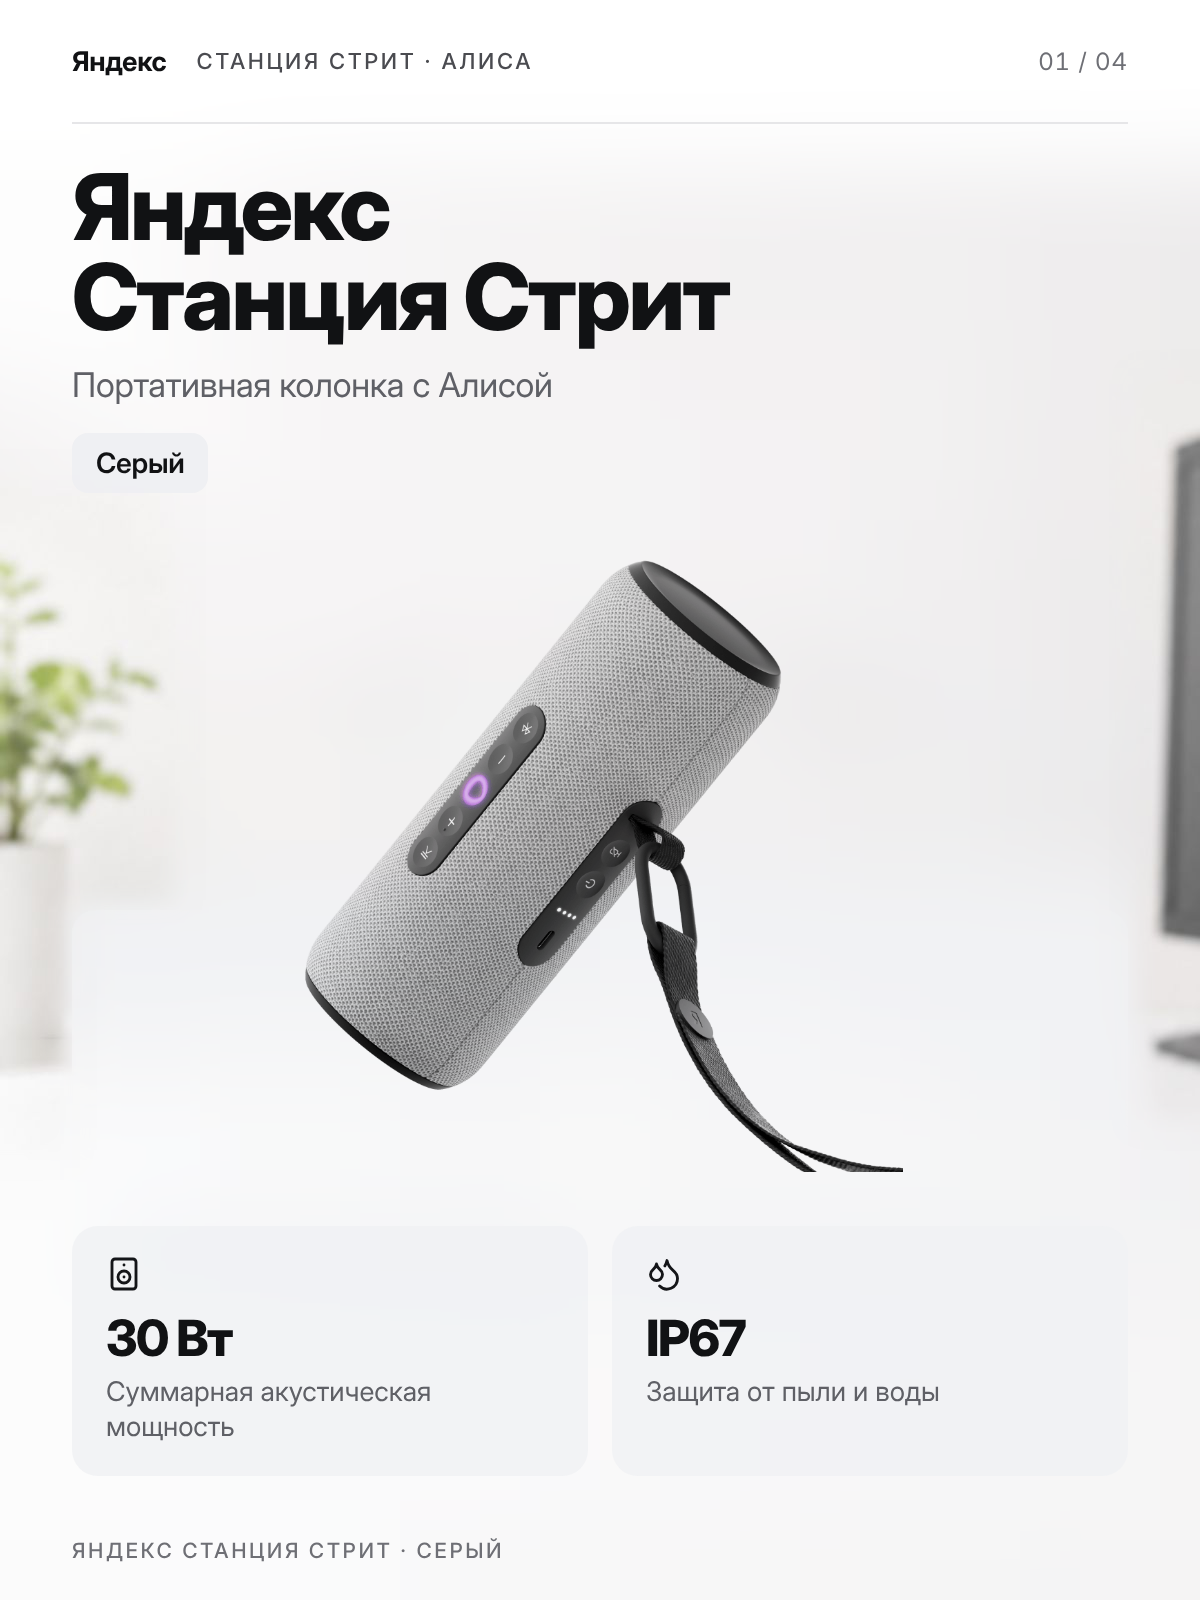 Яндекс СТАНЦИЯ СТРИТ · АЛИСА 01 / 04
Яндекс
Станция Стрит
Портативная колонка с Алисой
Серый
30 Вт
Суммарная акустическая
мощность
IP67
Защита от пыли и воды
ЯНДЕКС СТАНЦИЯ СТРИТ · СЕРЫЙ